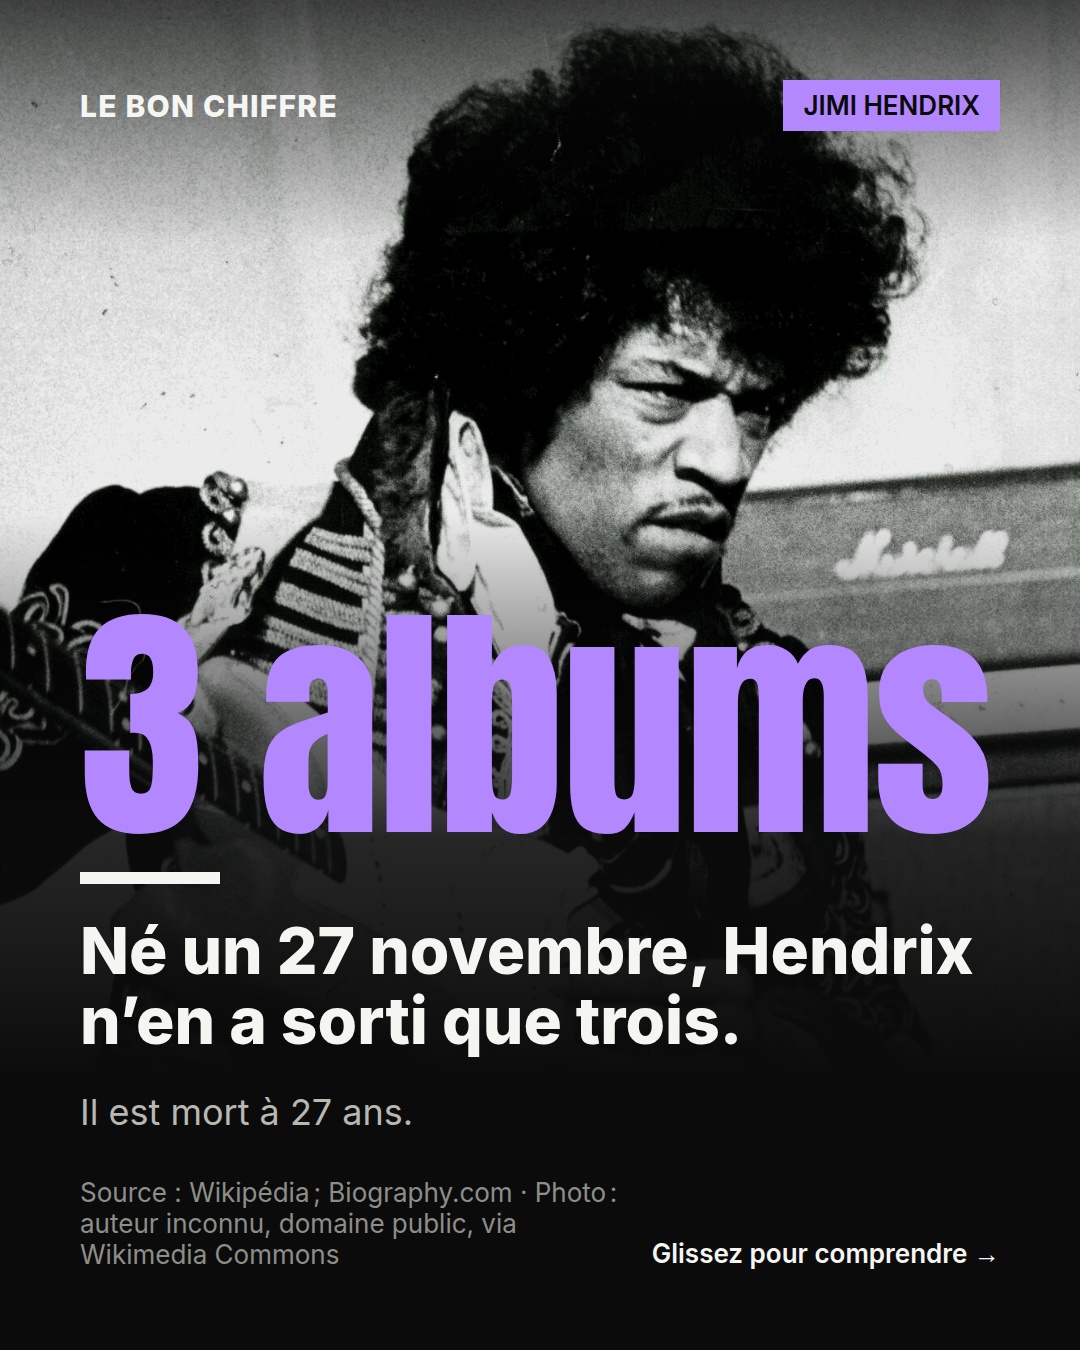 LE BON CHIFFRE
JIMI HENDRIX
Marshall
3 albums
Né un 27 novembre, Hendrix
n’en a sorti que trois.
Il est mort à 27 ans.
Source : Wikipédia ; Biography.com · Photo :
auteur inconnu, domaine public, via
Wikimedia Commons
Glissez pour comprendre →